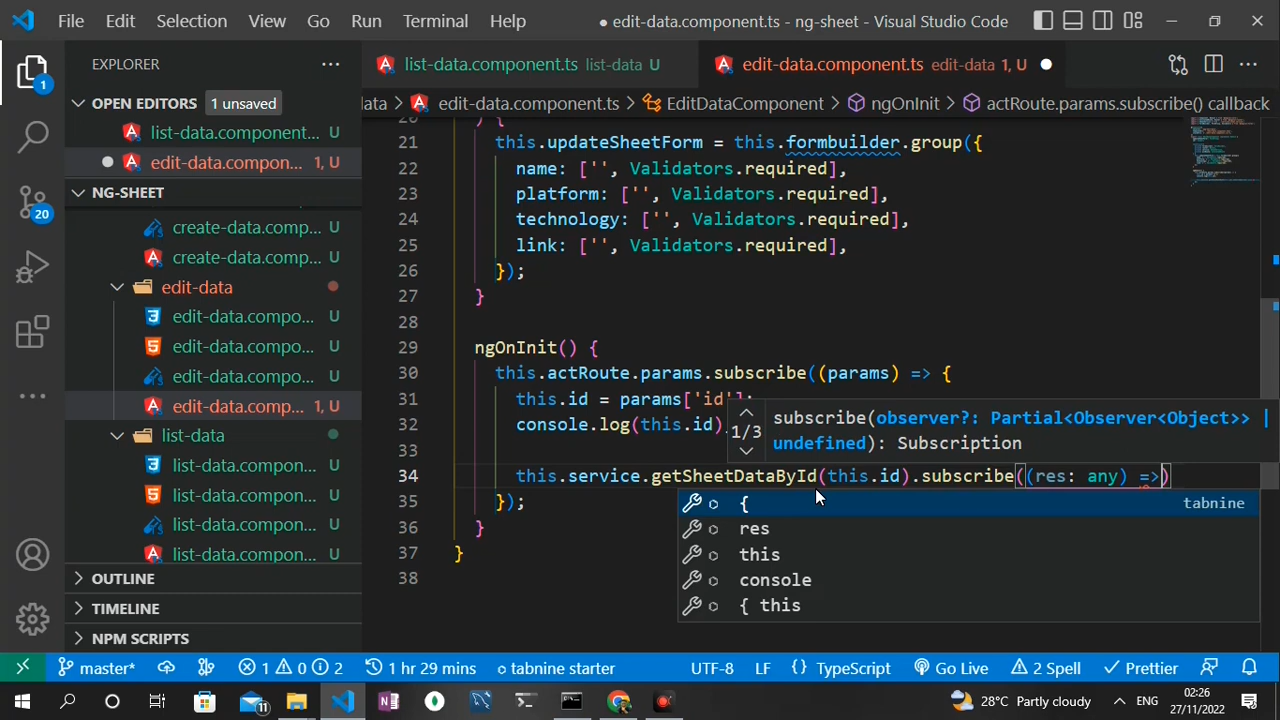 File Edit Selection View Go Run Terminal Help
● edit-data.component.ts - ng-sheet - Visual Studio Code
EXPLORER
OPEN EDITORS 1 unsaved
list-data.component... U
edit-data.compon... 1, U
NG-SHEET
create-data.comp... U
create-data.comp... U
edit-data
edit-data.compo... U
edit-data.compo... U
edit-data.compo... U
edit-data.comp... 1, U
list-data
list-data.compon... U
list-data.compon... U
list-data.compon... U
list-data.compon... U
OUTLINE
TIMELINE
NPM SCRIPTS
1
20
list-data.component.ts list-data U
edit-data.component.ts edit-data 1, U
data > edit-data.component.ts > EditDataComponent > ngOnInit > actRoute.params.subscribe() callback
20 ) {
21 this.updateSheetForm = this.formbuilder.group({
22 name: ['', Validators.required],
23 platform: ['', Validators.required],
24 technology: ['', Validators.required],
25 link: ['', Validators.required],
26 });
27 }
28
29 ngOnInit() {
30 this.actRoute.params.subscribe((params) => {
31 this.id = params['id'];
32 console.log(this.id)
33
34 this.service.getSheetDataById(this.id).subscribe((res: any) =>)
35 });
36 }
37 }
38
1/3
subscribe(observer?: Partial<Observer<Object>> |
undefined): Subscription
{ tabnine
res
this
console
{ this
master* 1 0 2 1 hr 29 mins tabnine starter UTF-8 LF {} TypeScript Go Live 2 Spell Prettier
11
28°C Partly cloudy ENG 02:26
27/11/2022